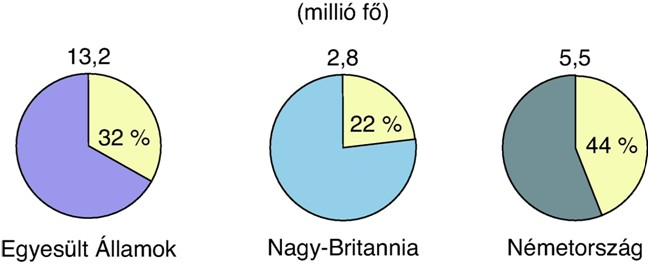 (millió fő)
13,2 2,8 5,5
32 % 22 % 44 %
Egyesült Államok Nagy-Britannia Németország